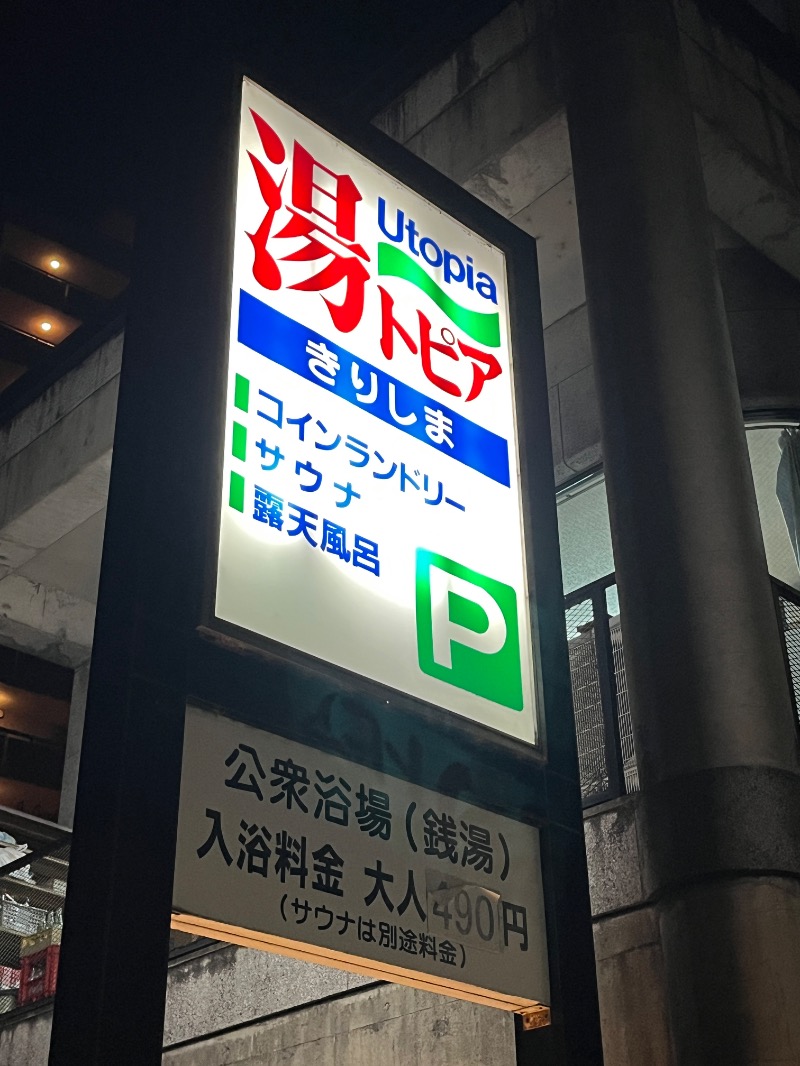 Utopia
湯トピア
きりしま
コインランドリー
サウナ
露天風呂
P
公衆浴場(銭湯)
入浴料金 大人490円
(サウナは別途料金)